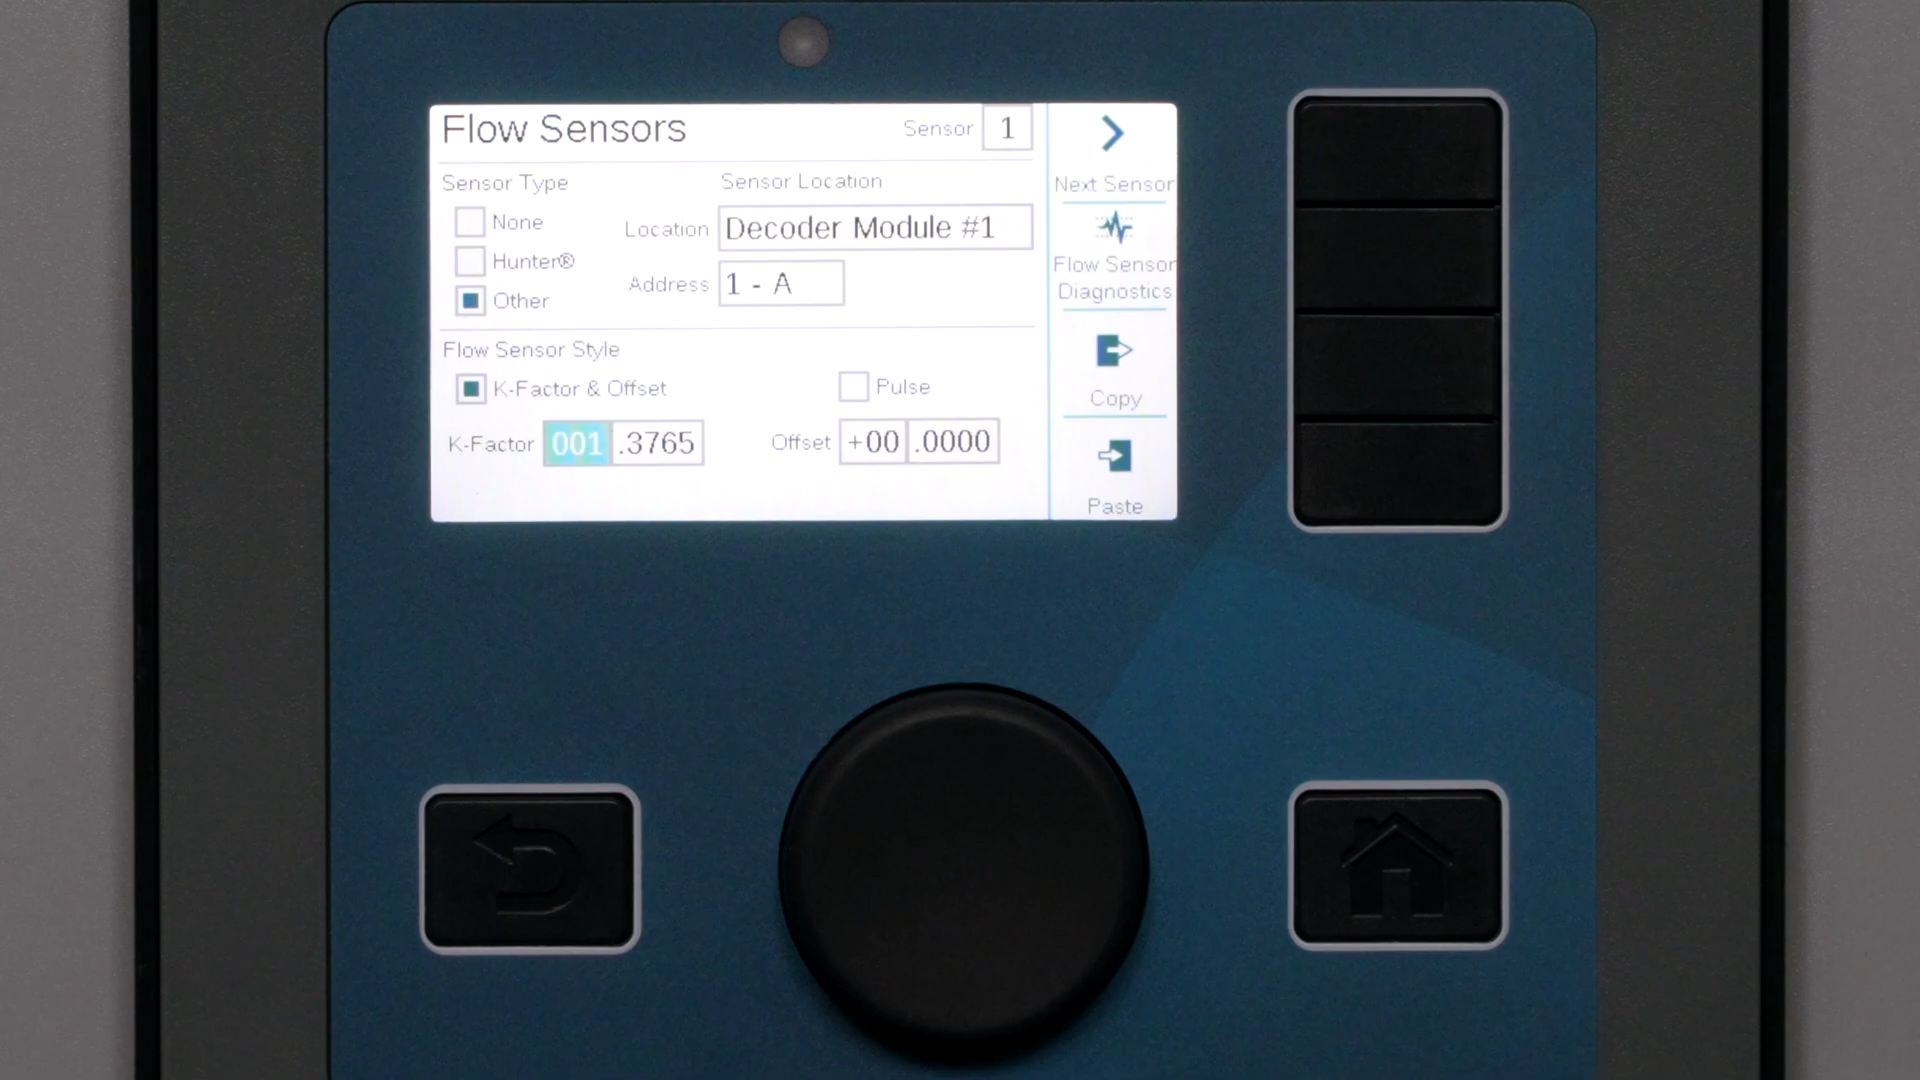 Flow Sensors
Sensor 1
Sensor Type
None
Hunter®
Other
Sensor Location
Location Decoder Module #1
Address 1 - A
Flow Sensor Style
K-Factor & Offset
Pulse
K-Factor 001 .3765
Offset +00 .0000
Next Sensor
Flow Sensor
Diagnostics
Copy
Paste